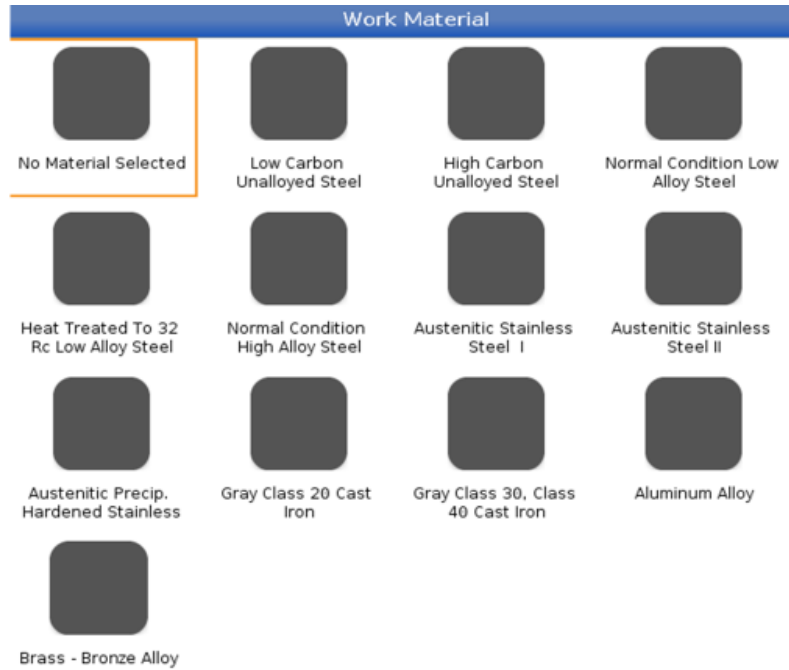 Work Material
No Material Selected
Low Carbon
Unalloyed Steel
High Carbon
Unalloyed Steel
Normal Condition Low
Alloy Steel
Heat Treated To 32
Rc Low Alloy Steel
Normal Condition
High Alloy Steel
Austenitic Stainless
Steel I
Austenitic Stainless
Steel II
Austenitic Precip.
Hardened Stainless
Gray Class 20 Cast
Iron
Gray Class 30, Class
40 Cast Iron
Aluminum Alloy
Brass - Bronze Alloy